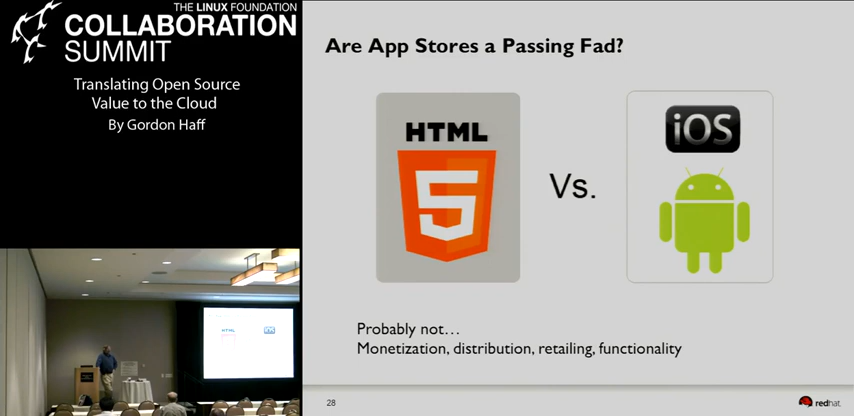 THE LINUX FOUNDATION
COLLABORATION
SUMMIT
Translating Open Source
Value to the Cloud
By Gordon Haff
Are App Stores a Passing Fad?
HTML
5
Vs.
iOS
Probably not...
Monetization, distribution, retailing, functionality
28
redhat.
HTML